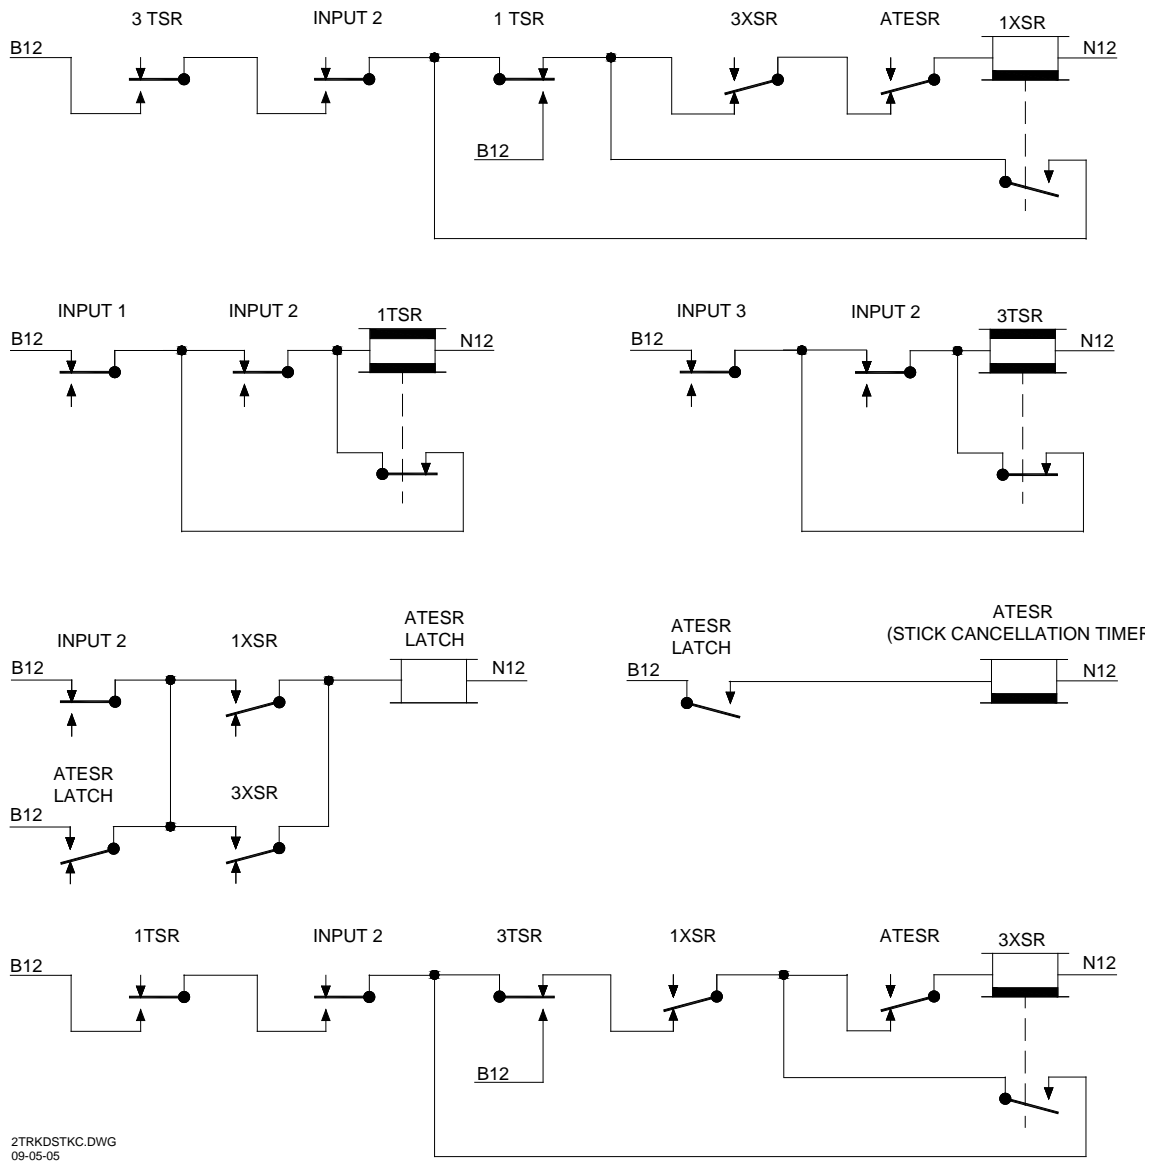 3 TSR INPUT 2 1 TSR 3XSR ATESR 1XSR
B12 N12
B12
INPUT 1 INPUT 2 1TSR INPUT 3 INPUT 2 3TSR
B12 N12 B12 N12
ATESR
LATCH
INPUT 2 1XSR
B12 N12
ATESR
LATCH
ATESR
(STICK CANCELLATION TIMER
B12 N12
ATESR
LATCH
3XSR
B12
1TSR INPUT 2 3TSR 1XSR ATESR 3XSR
B12 N12
B12
2TRKDSTKC.DWG
09-05-05